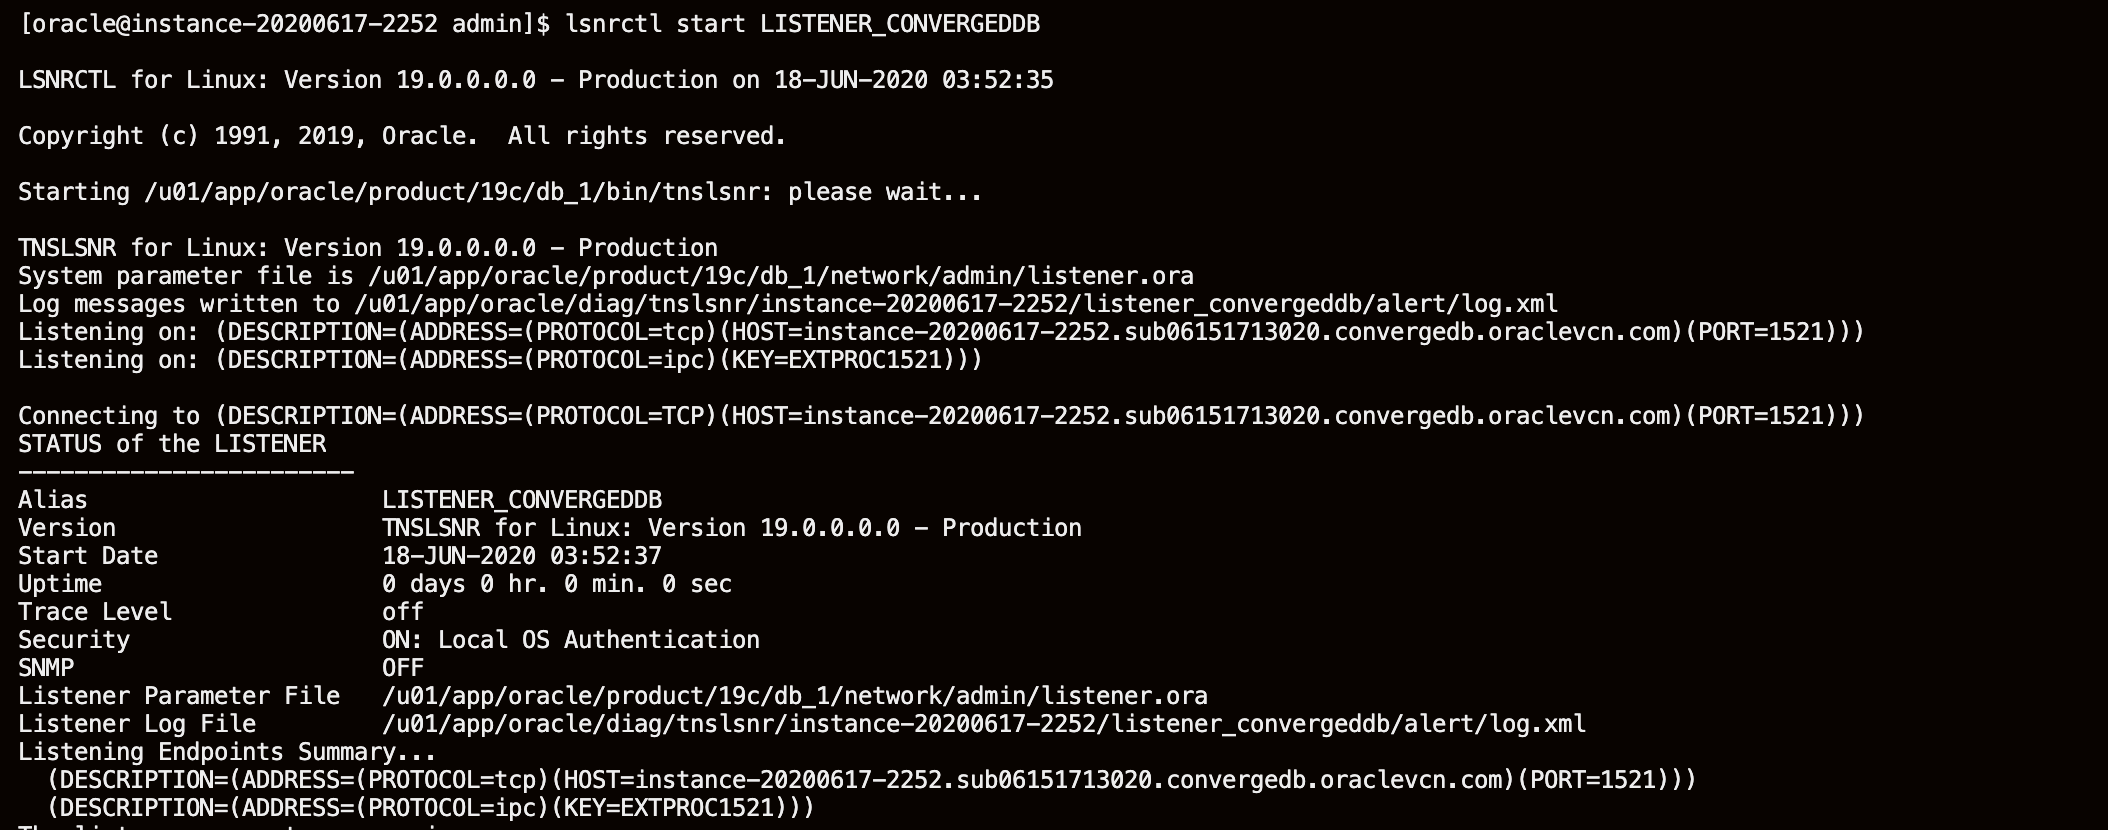 [oracle@instance-20200617-2252 admin]$ lsnrctl start LISTENER_CONVERGEDDB
LSNRCTL for Linux: Version 19.0.0.0.0 - Production on 18-JUN-2020 03:52:35
Copyright (c) 1991, 2019, Oracle.  All rights reserved.
Starting /u01/app/oracle/product/19c/db_1/bin/tnslsnr: please wait...
TNSLSNR for Linux: Version 19.0.0.0.0 - Production
System parameter file is /u01/app/oracle/product/19c/db_1/network/admin/listener.ora
Log messages written to /u01/app/oracle/diag/tnslsnr/instance-20200617-2252/listener_convergeddb/alert/log.xml
Listening on: (DESCRIPTION=(ADDRESS=(PROTOCOL=tcp)(HOST=instance-20200617-2252.sub06151713020.convergedb.oraclevcn.com)(PORT=1521)))
Listening on: (DESCRIPTION=(ADDRESS=(PROTOCOL=ipc)(KEY=EXTPROC1521)))
Connecting to (DESCRIPTION=(ADDRESS=(PROTOCOL=TCP)(HOST=instance-20200617-2252.sub06151713020.convergedb.oraclevcn.com)(PORT=1521)))
STATUS of the LISTENER
------------------------
Alias                     LISTENER_CONVERGEDDB
Version                   TNSLSNR for Linux: Version 19.0.0.0.0 - Production
Start Date                18-JUN-2020 03:52:37
Uptime                    0 days 0 hr. 0 min. 0 sec
Trace Level               off
Security                  ON: Local OS Authentication
SNMP                      OFF
Listener Parameter File   /u01/app/oracle/product/19c/db_1/network/admin/listener.ora
Listener Log File         /u01/app/oracle/diag/tnslsnr/instance-20200617-2252/listener_convergeddb/alert/log.xml
Listening Endpoints Summary...
  (DESCRIPTION=(ADDRESS=(PROTOCOL=tcp)(HOST=instance-20200617-2252.sub06151713020.convergedb.oraclevcn.com)(PORT=1521)))
  (DESCRIPTION=(ADDRESS=(PROTOCOL=ipc)(KEY=EXTPROC1521)))